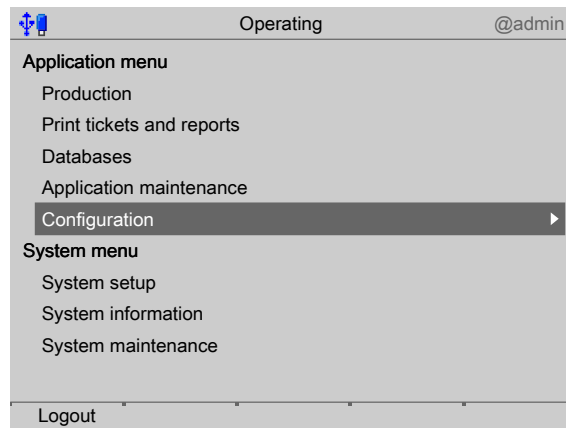 Operating @admin
Application menu
Production
Print tickets and reports
Databases
Application maintenance
Configuration
System menu
System setup
System information
System maintenance
Logout